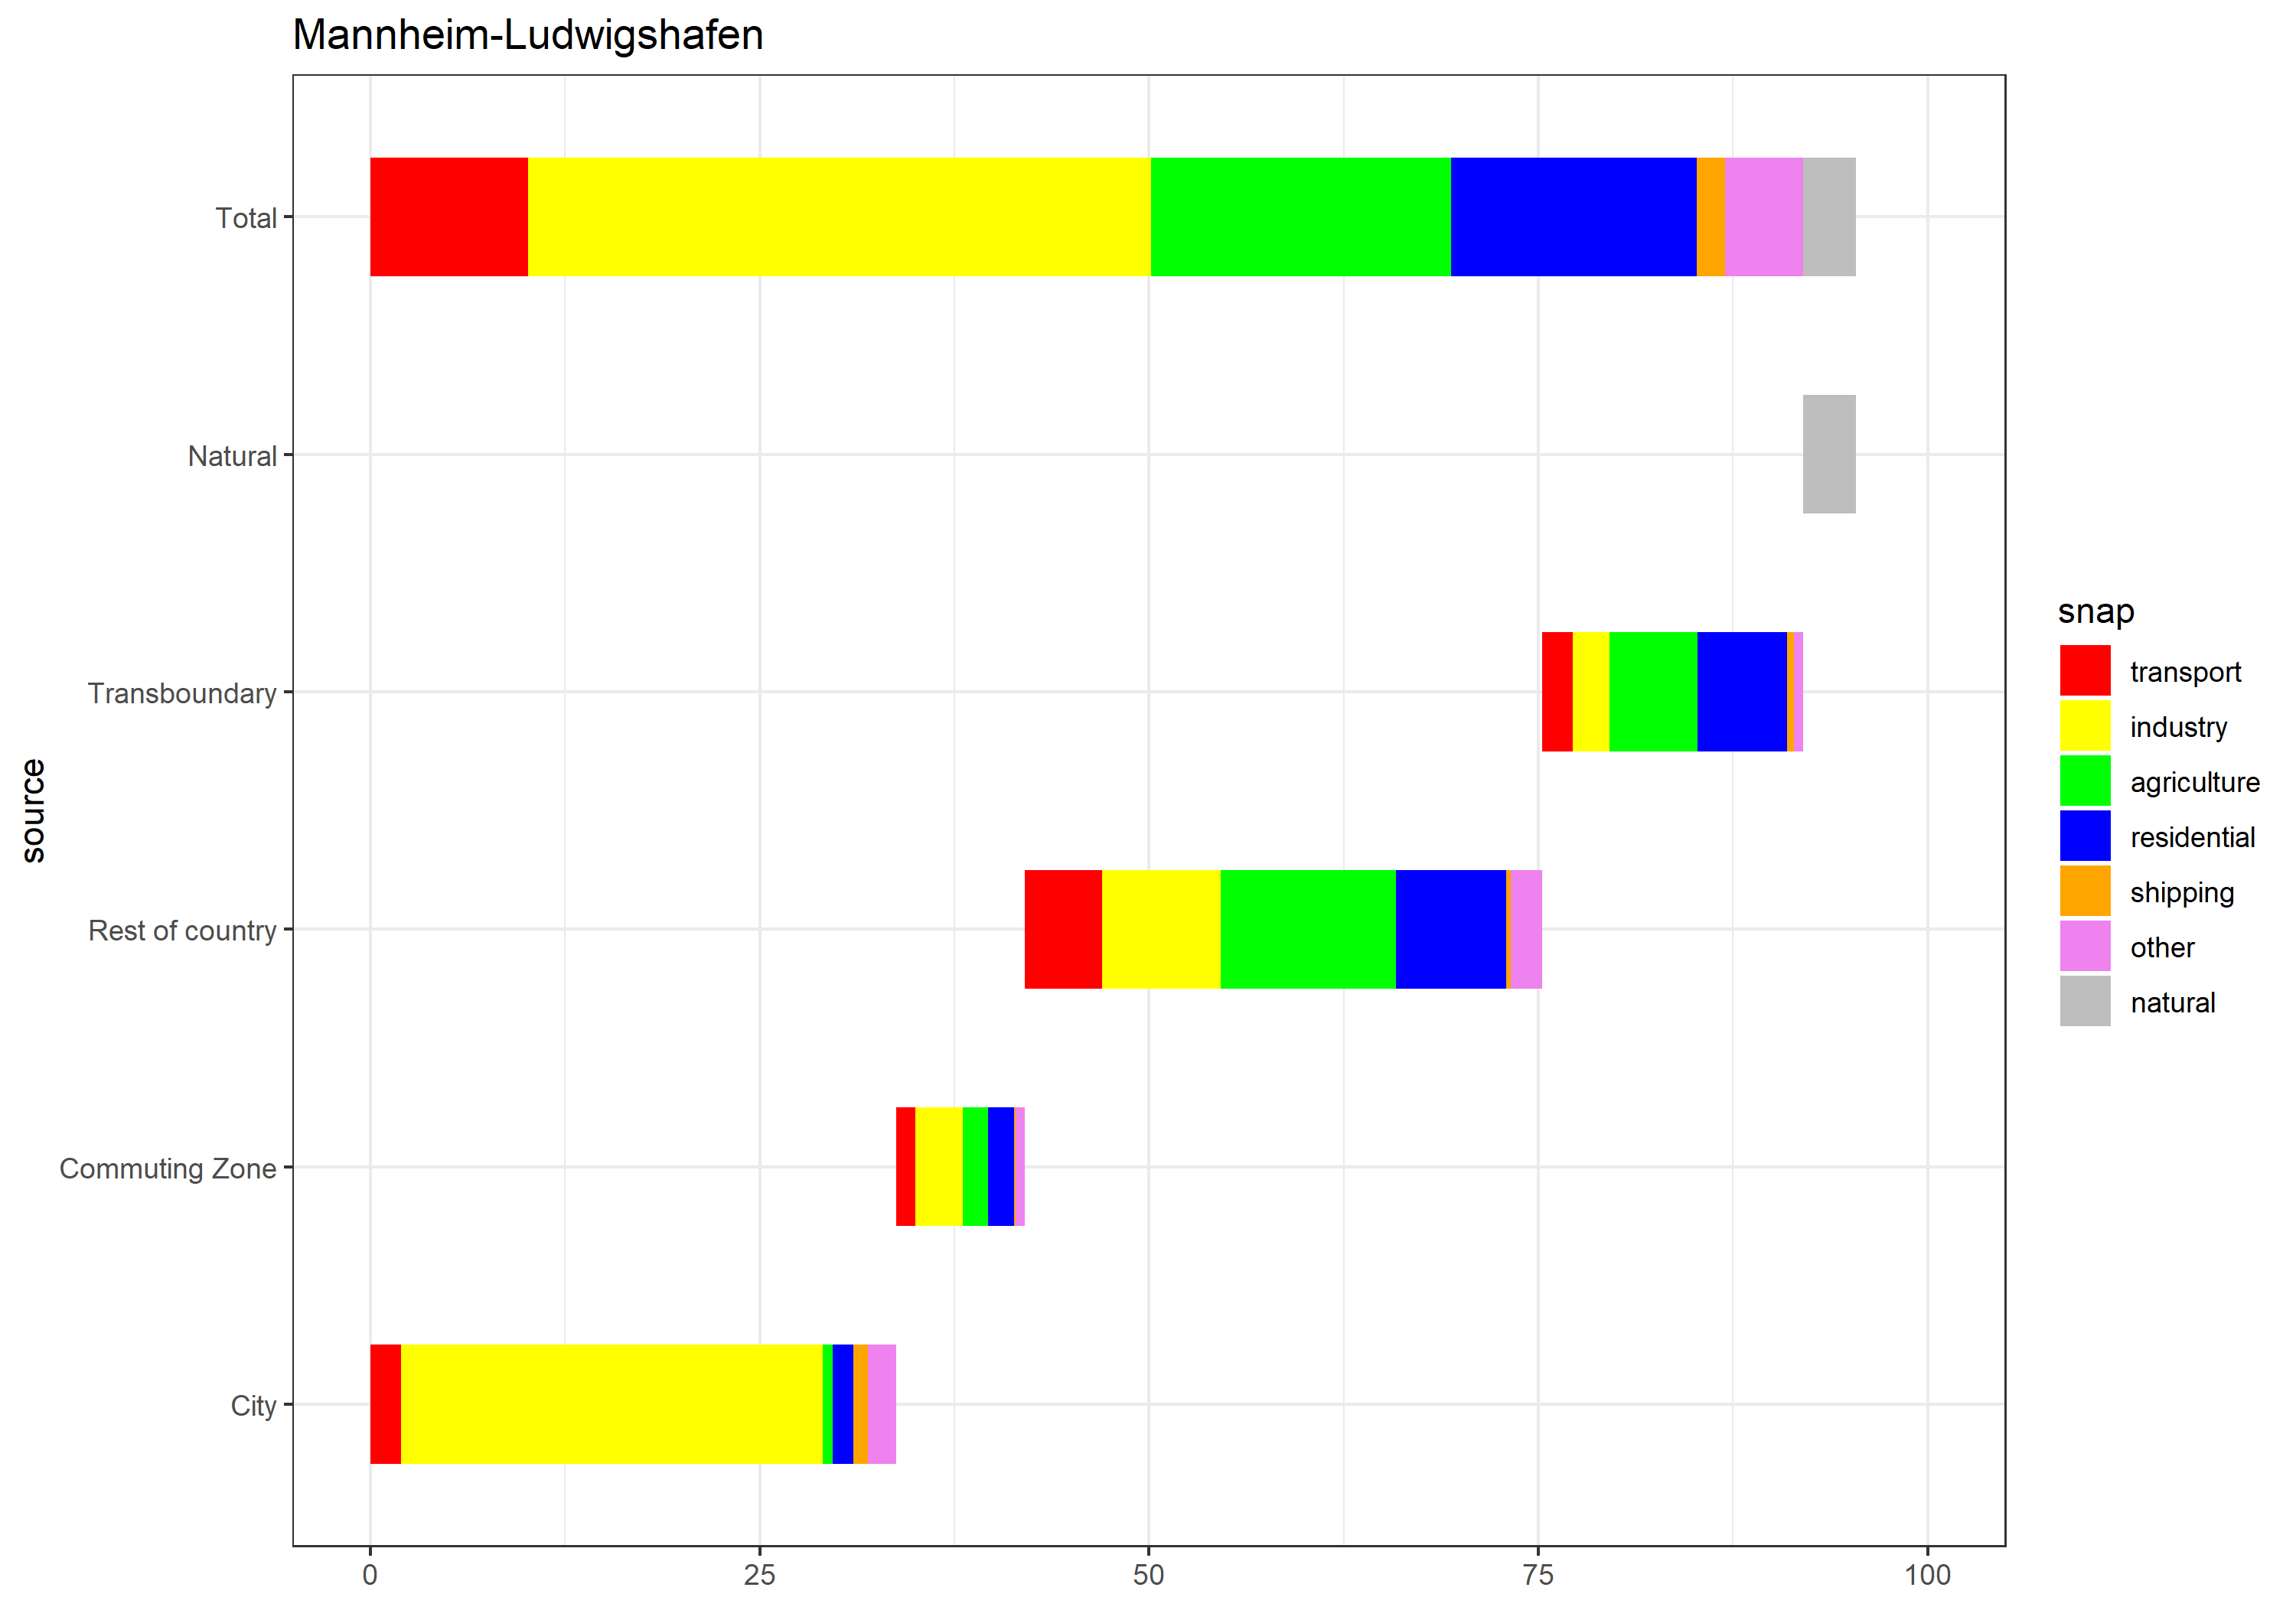 Mannheim-Ludwigshafen
source
Total
Natural
Transboundary
Rest of country
Commuting Zone
City
0 25 50 75 100
snap
transport
industry
agriculture
residential
shipping
other
natural